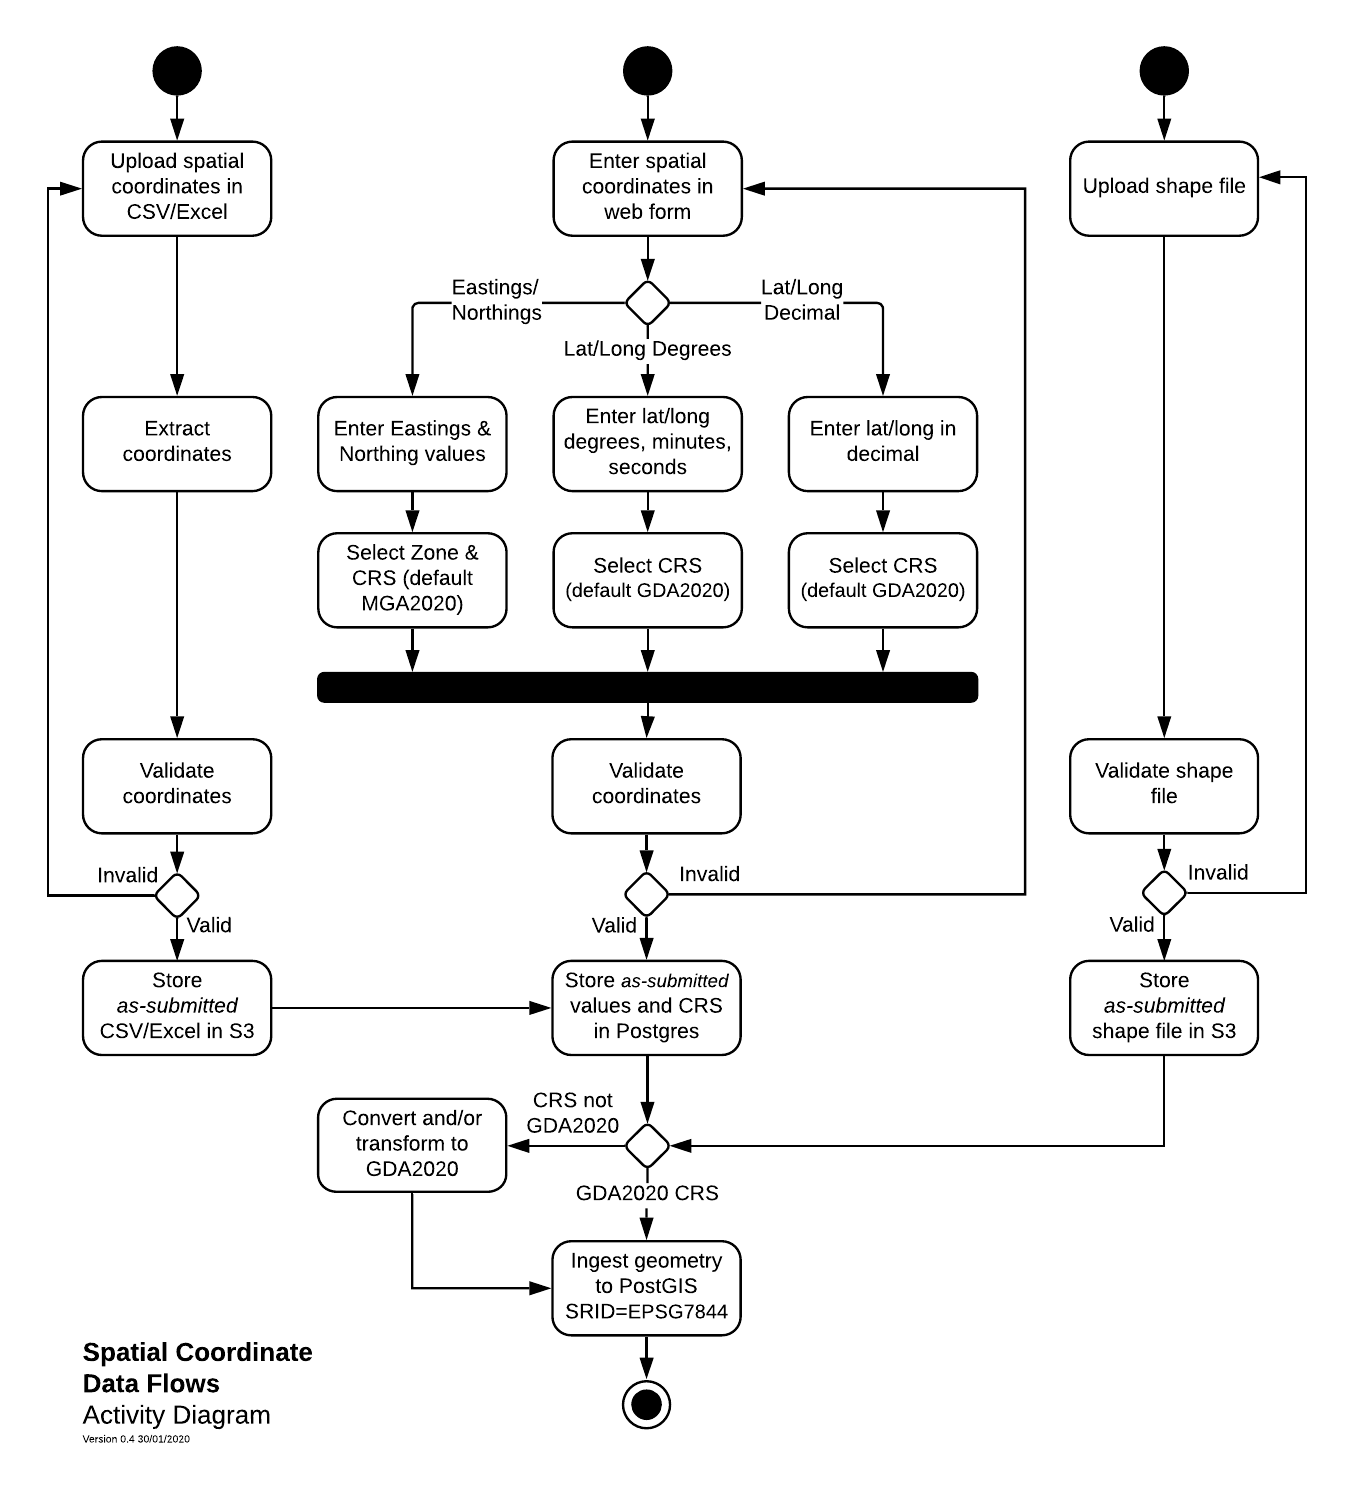 Upload spatial
coordinates in
CSV/Excel
Enter spatial
coordinates in
web form
Upload shape file
Eastings/
Northings
Lat/Long
Decimal
Lat/Long Degrees
Extract
coordinates
Enter Eastings &
Northing values
Enter lat/long
degrees, minutes,
seconds
Enter lat/long in
decimal
Select Zone &
CRS (default
MGA2020)
Select CRS
(default GDA2020)
Select CRS
(default GDA2020)
Validate
coordinates
Validate
coordinates
Validate shape
file
Invalid
Valid
Invalid
Valid
Invalid
Valid
Store
as-submitted
CSV/Excel in S3
Store as-submitted
values and CRS
in Postgres
Store
as-submitted
shape file in S3
Convert and/or
transform to
GDA2020
CRS not
GDA2020
GDA2020 CRS
Ingest geometry
to PostGIS
SRID=EPSG7844
Spatial Coordinate
Data Flows
Activity Diagram
Version 0.4 30/01/2020